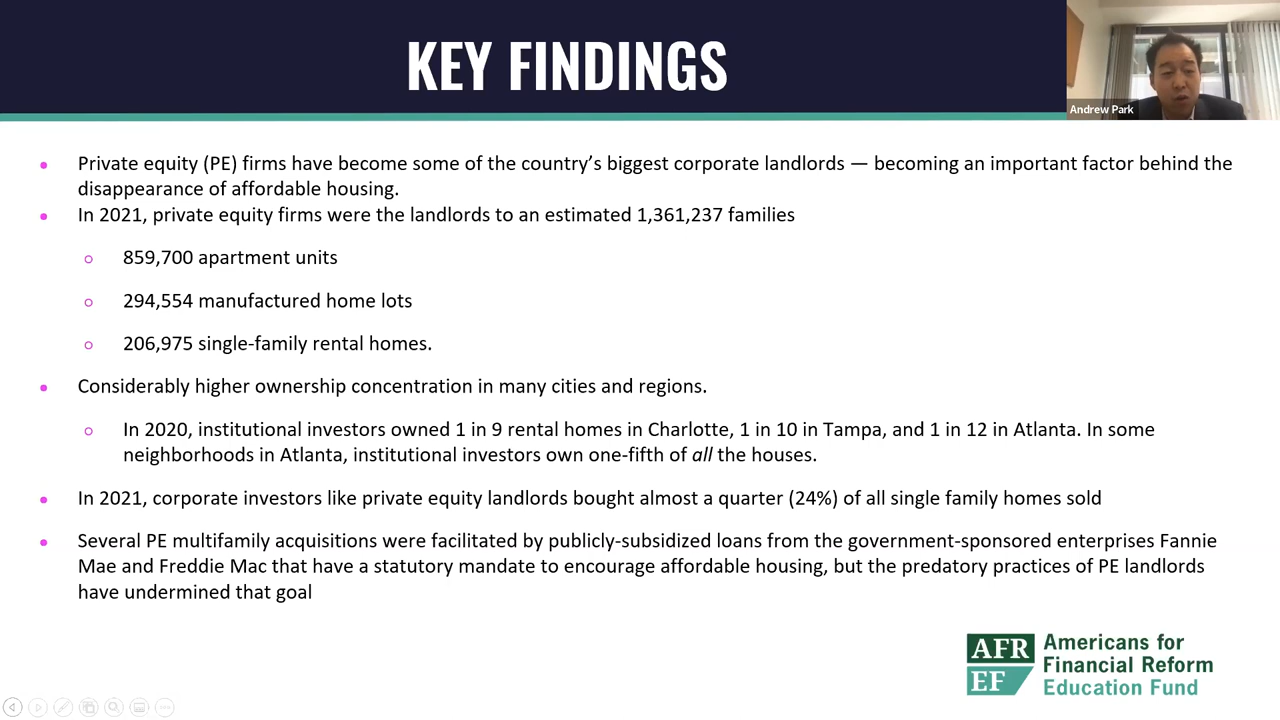 KEY FINDINGS
Andrew Park
• Private equity (PE) firms have become some of the country's biggest corporate landlords — becoming an important factor behind the
disappearance of affordable housing.
• In 2021, private equity firms were the landlords to an estimated 1,361,237 families
○ 859,700 apartment units
○ 294,554 manufactured home lots
○ 206,975 single-family rental homes.
• Considerably higher ownership concentration in many cities and regions.
○ In 2020, institutional investors owned 1 in 9 rental homes in Charlotte, 1 in 10 in Tampa, and 1 in 12 in Atlanta. In some
neighborhoods in Atlanta, institutional investors own one-fifth of all the houses.
• In 2021, corporate investors like private equity landlords bought almost a quarter (24%) of all single family homes sold
• Several PE multifamily acquisitions were facilitated by publicly-subsidized loans from the government-sponsored enterprises Fannie
Mae and Freddie Mac that have a statutory mandate to encourage affordable housing, but the predatory practices of PE landlords
have undermined that goal
AFR
EF
Americans for
Financial Reform
Education Fund